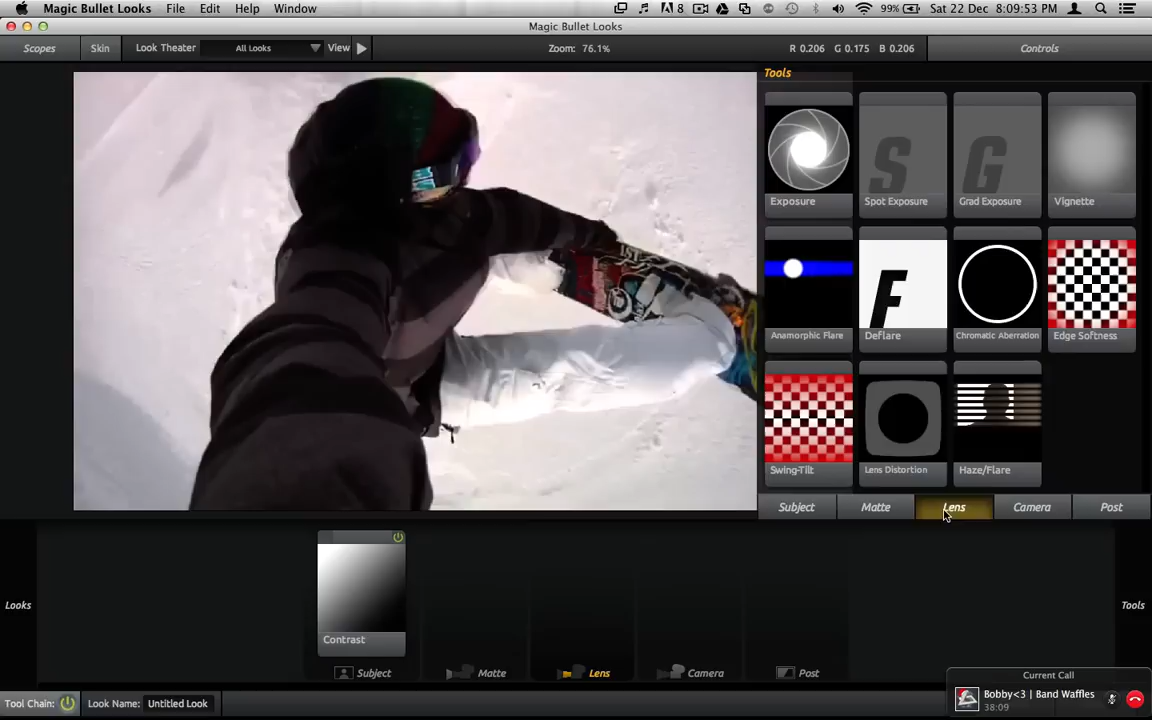 Magic Bullet Looks File Edit Help Window
8 99% Sat 22 Dec 8:09:53 PM
Magic Bullet Looks
Scopes Skin Look Theater All Looks View Zoom: 76.1% R 0.206 G 0.175 B 0.206 Controls
Tools
Exposure
S
Spot Exposure
G
Grad Exposure
Vignette
Anamorphic Flare
F
Deflare
Chromatic Aberration
Edge Softness
Swing-Tilt
Lens Distortion
Haze/Flare
Subject Matte Lens Camera Post
Contrast
Looks
Tools
Subject Matte Lens Camera Post
Current Call
Bobby<3 | Band Waffles
38:09
Tool Chain: Look Name: Untitled Look